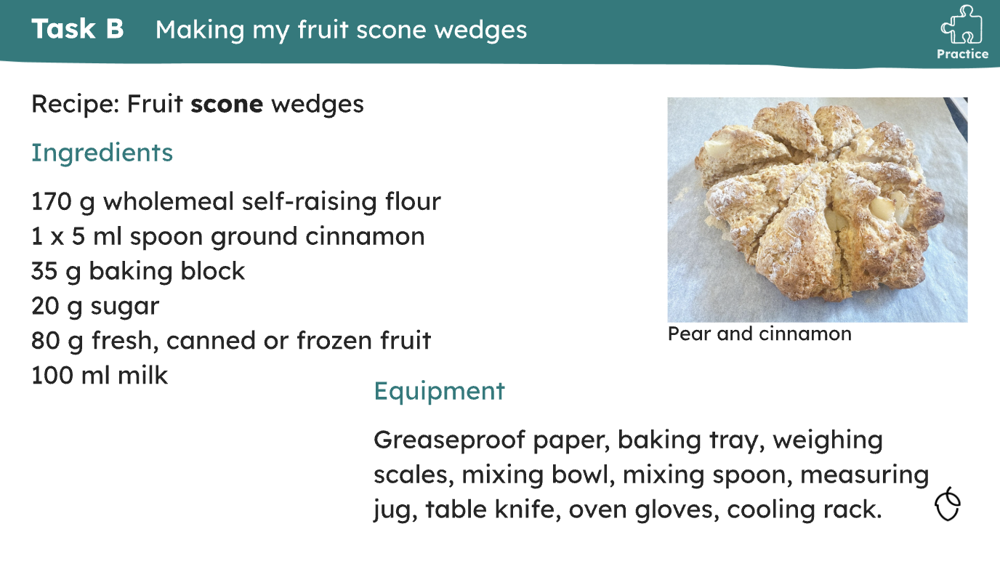 Task B Making my fruit scone wedges
Practice
Recipe: Fruit scone wedges
Ingredients
170 g wholemeal self-raising flour
1 x 5 ml spoon ground cinnamon
35 g baking block
20 g sugar
80 g fresh, canned or frozen fruit
100 ml milk
Pear and cinnamon
Equipment
Greaseproof paper, baking tray, weighing
scales, mixing bowl, mixing spoon, measuring
jug, table knife, oven gloves, cooling rack.